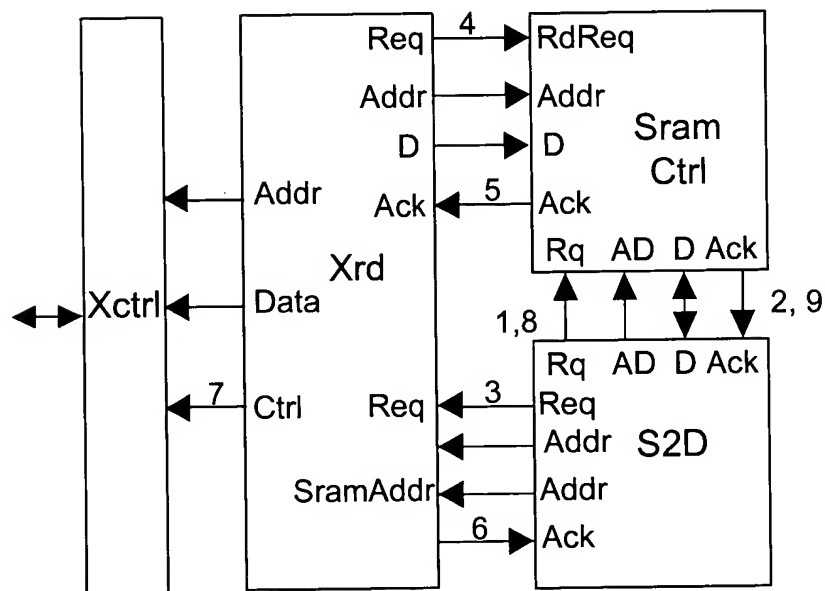 Req 4 RdReq
Addr Addr
D D
Sram
Ctrl
Addr Ack 5 Ack
Rq AD D Ack
Xrd
Xctrl Data
1,8 2, 9
Rq AD D Ack
7 Ctrl Req 3 Req
Addr S2D
SramAddr Addr
6 Ack